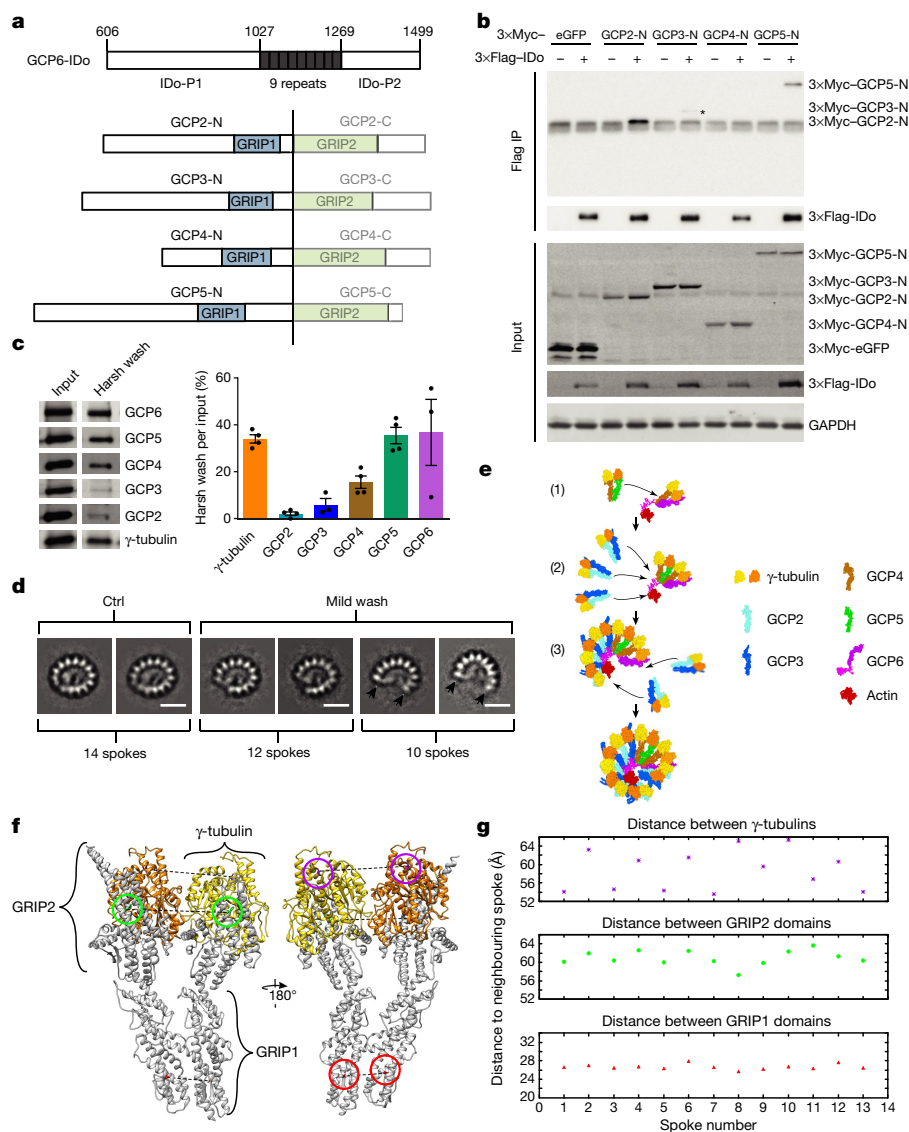 a
606 1027 1269 1499
GCP6-IDo
IDo-P1 9 repeats IDo-P2
GCP2-N GCP2-C
GRIP1 GRIP2
GCP3-N GCP3-C
GRIP1 GRIP2
GCP4-N GCP4-C
GRIP1 GRIP2
GCP5-N GCP5-C
GRIP1 GRIP2
b
3×Myc– eGFP GCP2-N GCP3-N GCP4-N GCP5-N
3×Flag–IDo – + – + – + – + – +
Flag IP
3×Myc–GCP5-N
3×Myc–GCP3-N
*
3×Myc–GCP2-N
3×Flag-IDo
Input
3×Myc-GCP5-N
3×Myc-GCP3-N
3×Myc–GCP2-N
3×Myc-GCP4-N
3×Myc-eGFP
3×Flag-IDo
GAPDH
c
Input Harsh wash
GCP6
GCP5
GCP4
GCP3
GCP2
γ-tubulin
Harsh wash per input (%)
60
40
20
0
γ-tubulin GCP2 GCP3 GCP4 GCP5 GCP6
d
Ctrl Mild wash
14 spokes 12 spokes 10 spokes
e
(1)
(2)
(3)
γ-tubulin GCP4
GCP2 GCP5
GCP3 GCP6
Actin
f
γ-tubulin
GRIP2
180°
GRIP1
g
Distance to neighbouring spoke (Å)
Distance between γ-tubulins
64
60
56
52
Distance between GRIP2 domains
64
60
56
52
Distance between GRIP1 domains
32
28
24
20
0 1 2 3 4 5 6 7 8 9 10 11 12 13 14
Spoke number